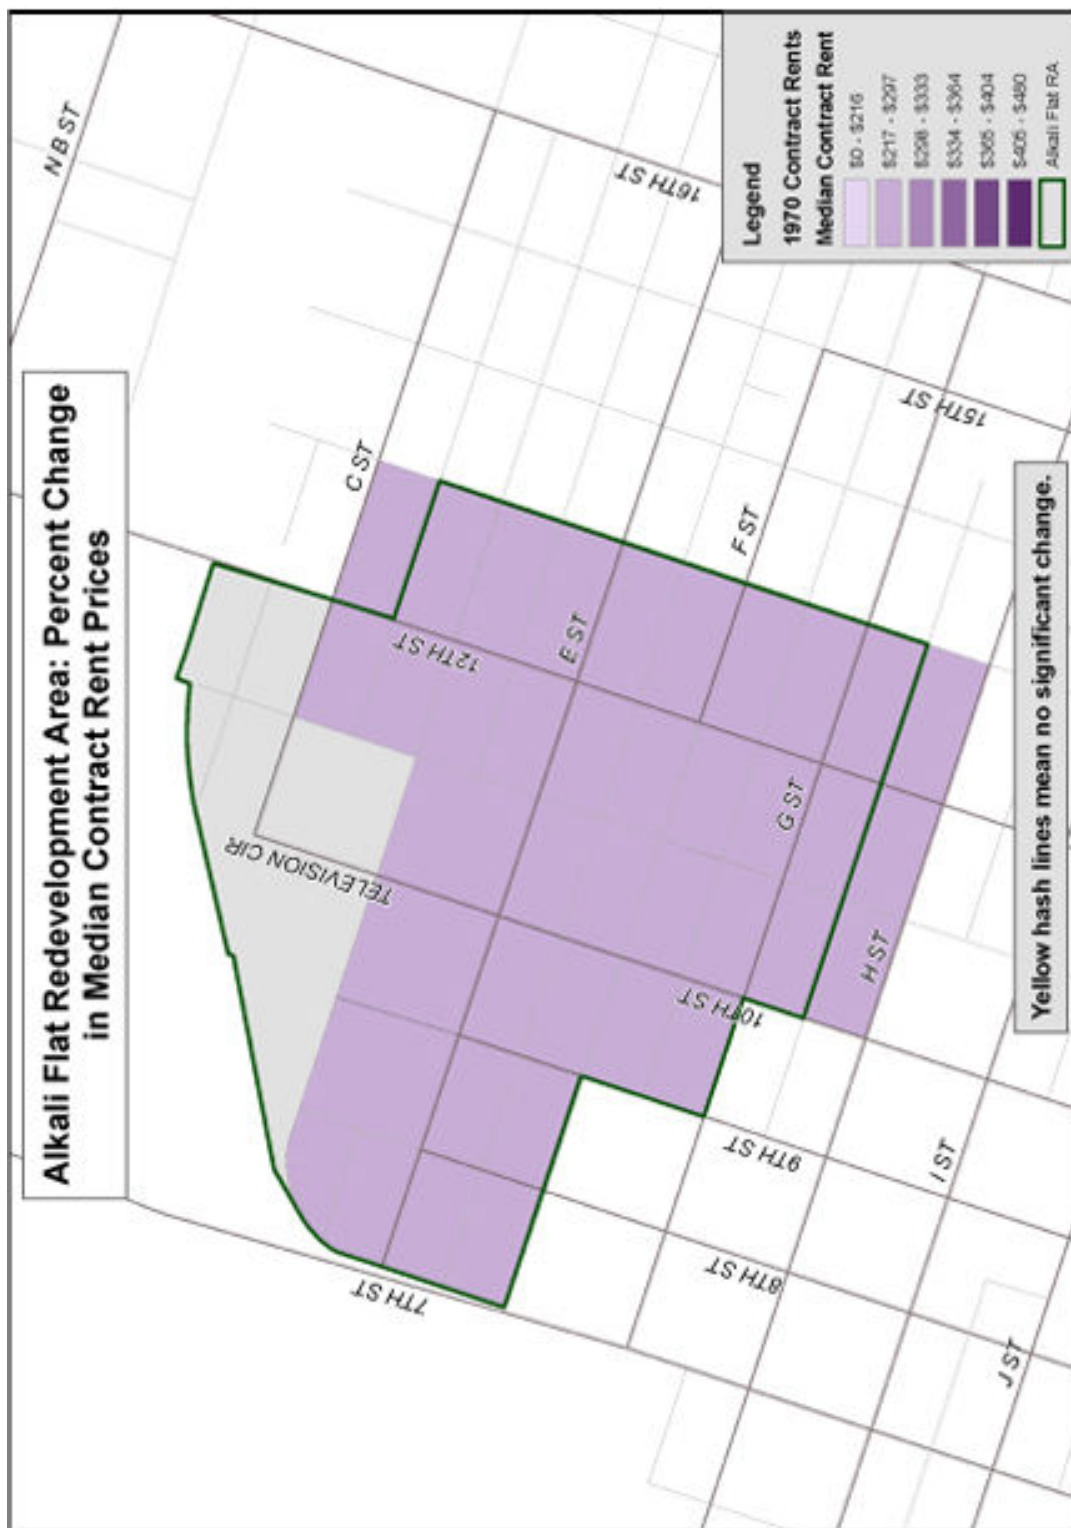 Alkali Flat Redevelopment Area: Percent Change
in Median Contract Rent Prices
N B ST
C ST
16TH ST
12TH ST
E ST
F ST
15TH ST
TELEVISION CIR
G ST
10TH ST
H ST
7TH ST
9TH ST
8TH ST
I ST
J ST
Legend
1970 Contract Rents
Median Contract Rent
$0 - $216
$217 - $297
$298 - $333
$334 - $364
$365 - $404
$405 - $480
Alkali Flat RA
Yellow hash lines mean no significant change.